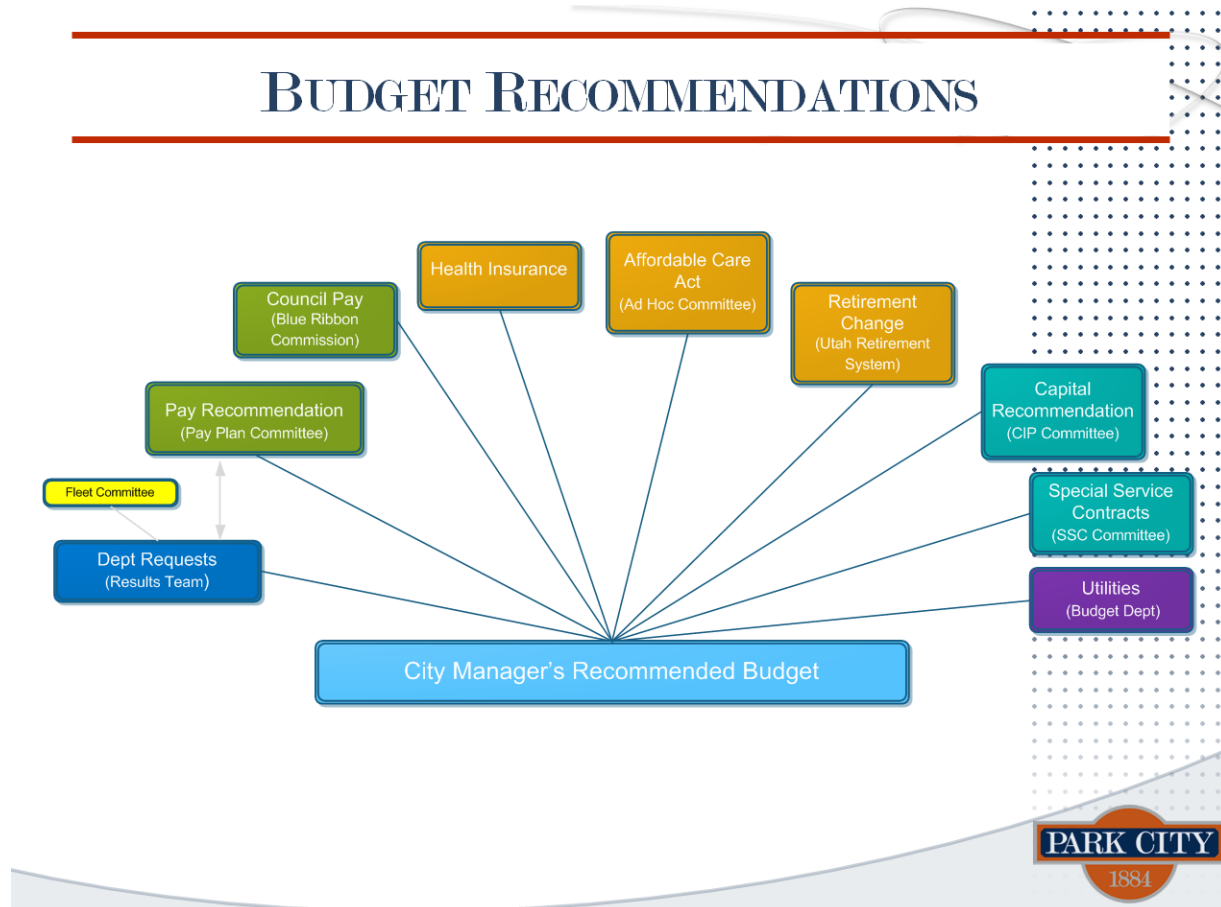 BUDGET RECOMMENDATIONS
Health Insurance
Affordable Care
Act
(Ad Hoc Committee)
Council Pay
(Blue Ribbon
Commission)
Retirement
Change
(Utah Retirement
System)
Pay Recommendation
(Pay Plan Committee)
Capital
Recommendation
(CIP Committee)
Fleet Committee
Special Service
Contracts
(SSC Committee)
Dept Requests
(Results Team)
Utilities
(Budget Dept)
City Manager’s Recommended Budget
PARK CITY
1884